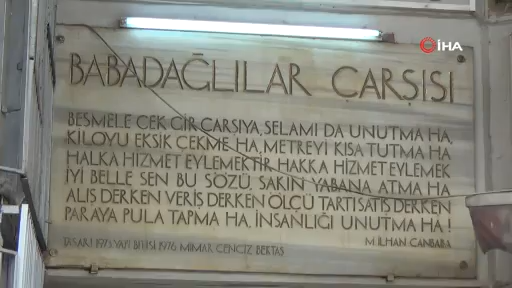 İHA
BABADAĞLILAR ÇARŞISI
BESMELE ÇEK GİR ÇARŞIYA, SELAMI DA UNUTMA HA,
KİLOYU EKSİK ÇEKME HA, METREYİ KISA TUTMA HA
HALKA HİZMET EYLEMEKTİR HAKKA HİZMET EYLEMEK
İYİ BELLE SEN BU SÖZÜ, SAKIN YABANA ATMA HA
ALIŞ DERKEN VERİŞ DERKEN ÖLÇÜ TARTI SATIŞ DERKEN
PARAYA PULA TAPMA HA, İNSANLIĞI UNUTMA HA !
M. İLHAN CANBABA
TASARI 1973 YAPI BİTİŞİ 1976 MİMAR CENGİZ BEKTAŞ